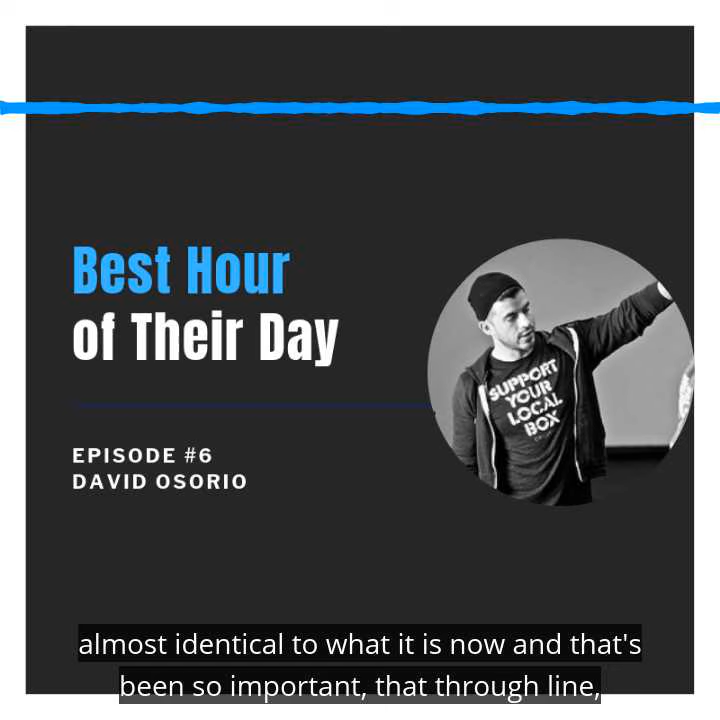 Best Hour
of Their Day
SUPPORT
YOUR
LOCAL
BOX
EPISODE #6
DAVID OSORIO
almost identical to what it is now and that's
been so important, that through line,